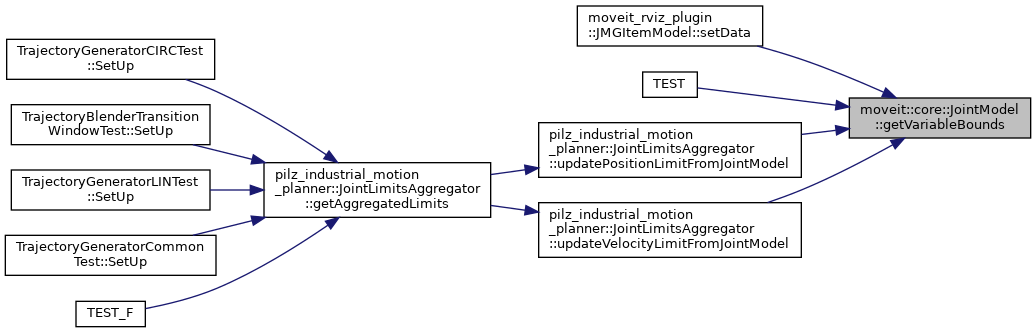 TrajectoryGeneratorCIRCTest
::SetUp
TrajectoryBlenderTransition
WindowTest::SetUp
TrajectoryGeneratorLINTest
::SetUp
TrajectoryGeneratorCommon
Test::SetUp
TEST_F
pilz_industrial_motion
_planner::JointLimitsAggregator
::getAggregatedLimits
moveit_rviz_plugin
::JMGItemModel::setData
TEST
pilz_industrial_motion
_planner::JointLimitsAggregator
::updatePositionLimitFromJointModel
pilz_industrial_motion
_planner::JointLimitsAggregator
::updateVelocityLimitFromJointModel
moveit::core::JointModel
::getVariableBounds